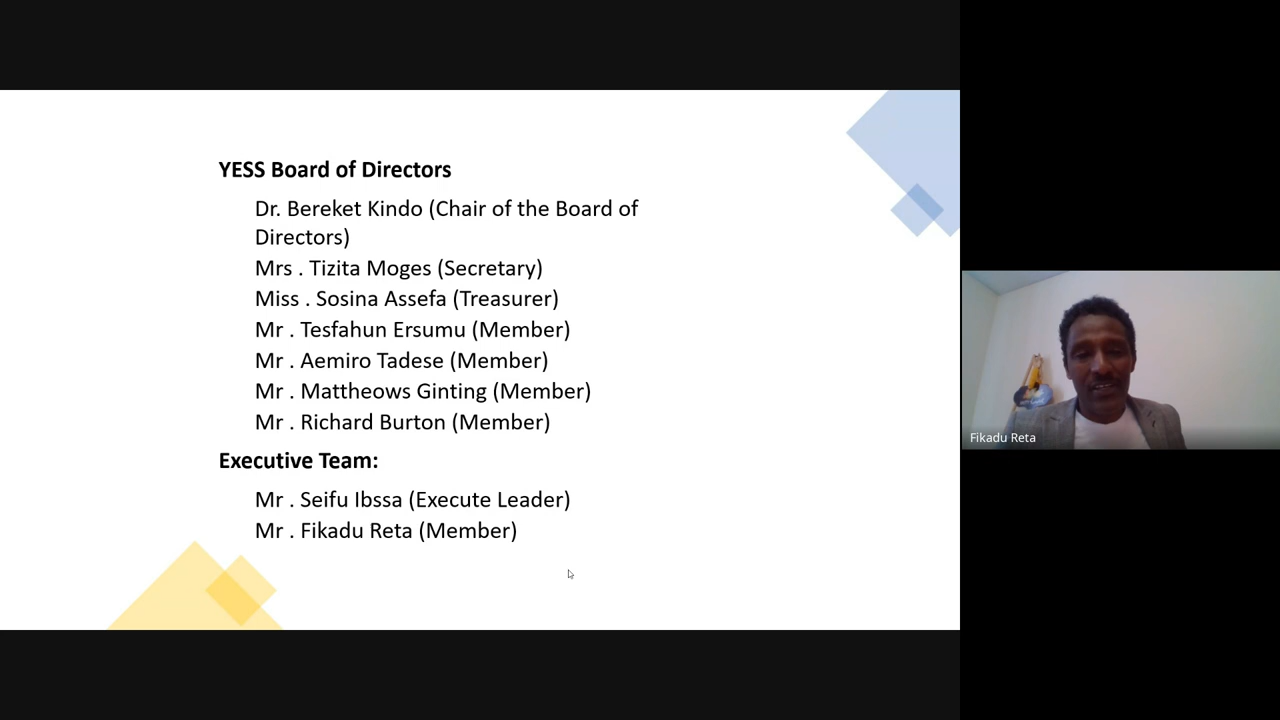 YESS Board of Directors
Dr. Bereket Kindo (Chair of the Board of
Directors)
Mrs . Tizita Moges (Secretary)
Miss . Sosina Assefa (Treasurer)
Mr . Tesfahun Ersumu (Member)
Mr . Aemiro Tadese (Member)
Mr . Mattheows Ginting (Member)
Mr . Richard Burton (Member)
Executive Team:
Mr . Seifu Ibssa (Execute Leader)
Mr . Fikadu Reta (Member)
Fikadu Reta